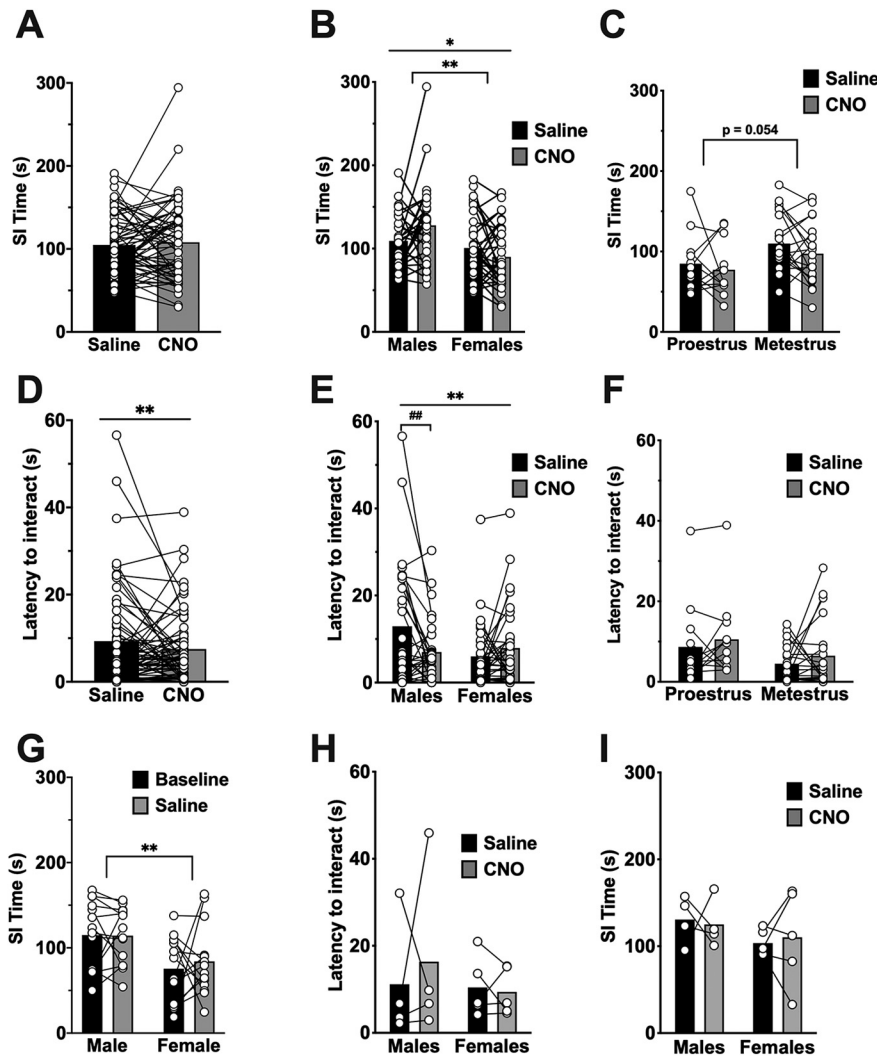 A
SI Time (s)
300
200
100
0
Saline CNO
B
*
**
SI Time (s)
300
200
100
0
Saline
CNO
Males Females
C
Saline
CNO
p = 0.054
SI Time (s)
300
200
100
0
Proestrus Metestrus
D
**
Latency to interact (s)
60
40
20
0
Saline CNO
E
**
##
Latency to interact (s)
60
40
20
0
Saline
CNO
Males Females
F
Latency to interact (s)
60
40
20
0
Saline
CNO
Proestrus Metestrus
G
Baseline
Saline
**
SI Time (s)
300
200
100
0
Male Female
H
Latency to interact (s)
60
40
20
0
Saline
CNO
Males Females
I
SI Time (s)
300
200
100
0
Saline
CNO
Males Females